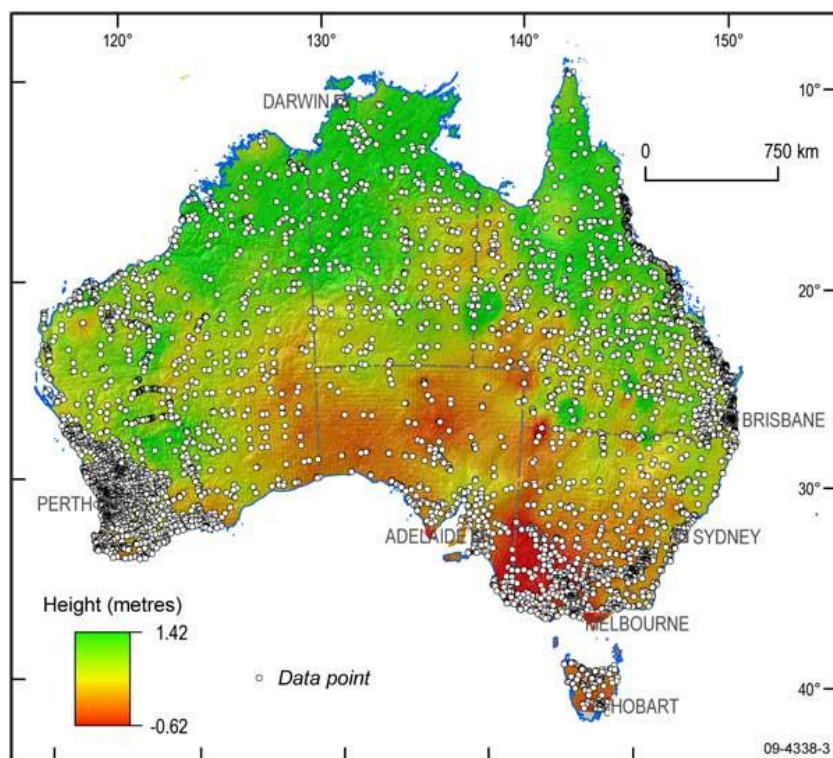 120° 130° 140° 150°
DARWIN
10°
0 750 km
20°
BRISBANE
PERTH
30°
ADELAIDE
SYDNEY
Height (metres)
MELBOURNE
1.42
Data point
-0.62
40°
HOBART
09-4338-3